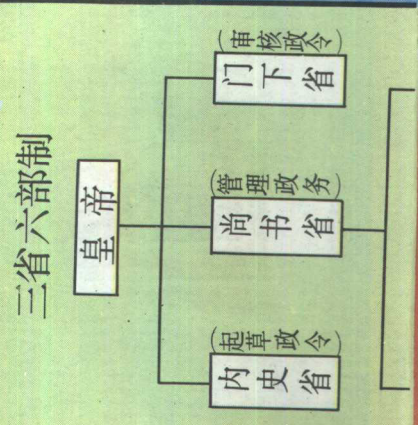 三省六部制
皇帝
(起草政令)
内史省
(管理政务)
尚书省
(审核政令)
门下省